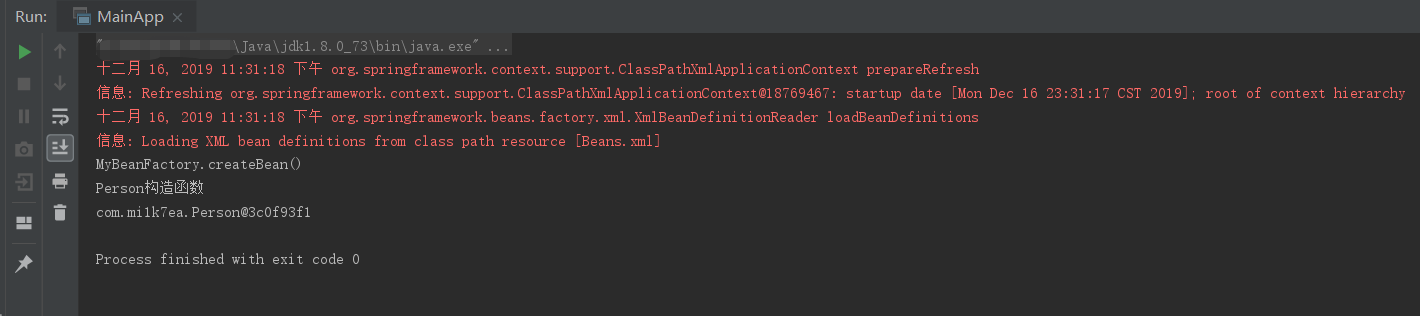 Run: MainApp
\Java\jdk1.8.0_73\bin\java.exe" ...
十二月 16, 2019 11:31:18 下午 org.springframework.context.support.ClassPathXmlApplicationContext prepareRefresh
信息: Refreshing org.springframework.context.support.ClassPathXmlApplicationContext@18769467: startup date [Mon Dec 16 23:31:17 CST 2019]; root of context hierarchy
十二月 16, 2019 11:31:18 下午 org.springframework.beans.factory.xml.XmlBeanDefinitionReader loadBeanDefinitions
信息: Loading XML bean definitions from class path resource [Beans.xml]
MyBeanFactory.createBean()
Person构造函数
com.mi1k7ea.Person@3c0f93f1
Process finished with exit code 0